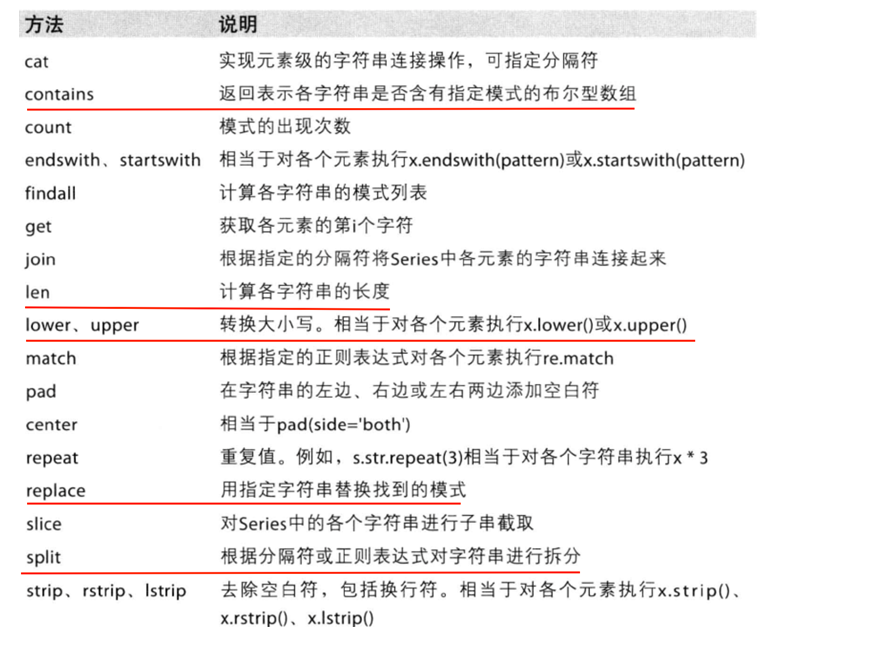 方法 说明
cat 实现元素级的字符串连接操作，可指定分隔符
contains 返回表示各字符串是否含有指定模式的布尔型数组
count 模式的出现次数
endswith、startswith 相当于对各个元素执行x.endswith(pattern)或x.startswith(pattern)
findall 计算各字符串的模式列表
get 获取各元素的第i个字符
join 根据指定的分隔符将Series中各元素的字符串连接起来
len 计算各字符串的长度
lower、upper 转换大小写。相当于对各个元素执行x.lower()或x.upper()
match 根据指定的正则表达式对各个元素执行re.match
pad 在字符串的左边、右边或左右两边添加空白符
center 相当于pad(side='both')
repeat 重复值。例如，s.str.repeat(3)相当于对各个字符串执行x * 3
replace 用指定字符串替换找到的模式
slice 对Series中的各个字符串进行子串截取
split 根据分隔符或正则表达式对字符串进行拆分
strip、rstrip、lstrip 去除空白符，包括换行符。相当于对各个元素执行x.strip()、
x.rstrip()、x.lstrip()